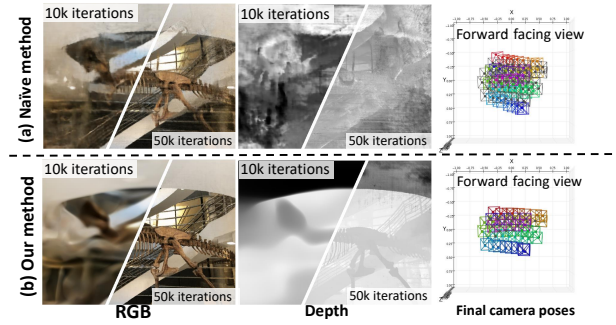 (a) Naïve method
10k iterations
50k iterations
10k iterations
50k iterations
X
Forward facing view
Y
(b) Our method
10k iterations
50k iterations
10k iterations
50k iterations
X
Forward facing view
Y
RGB
Depth
Final camera poses